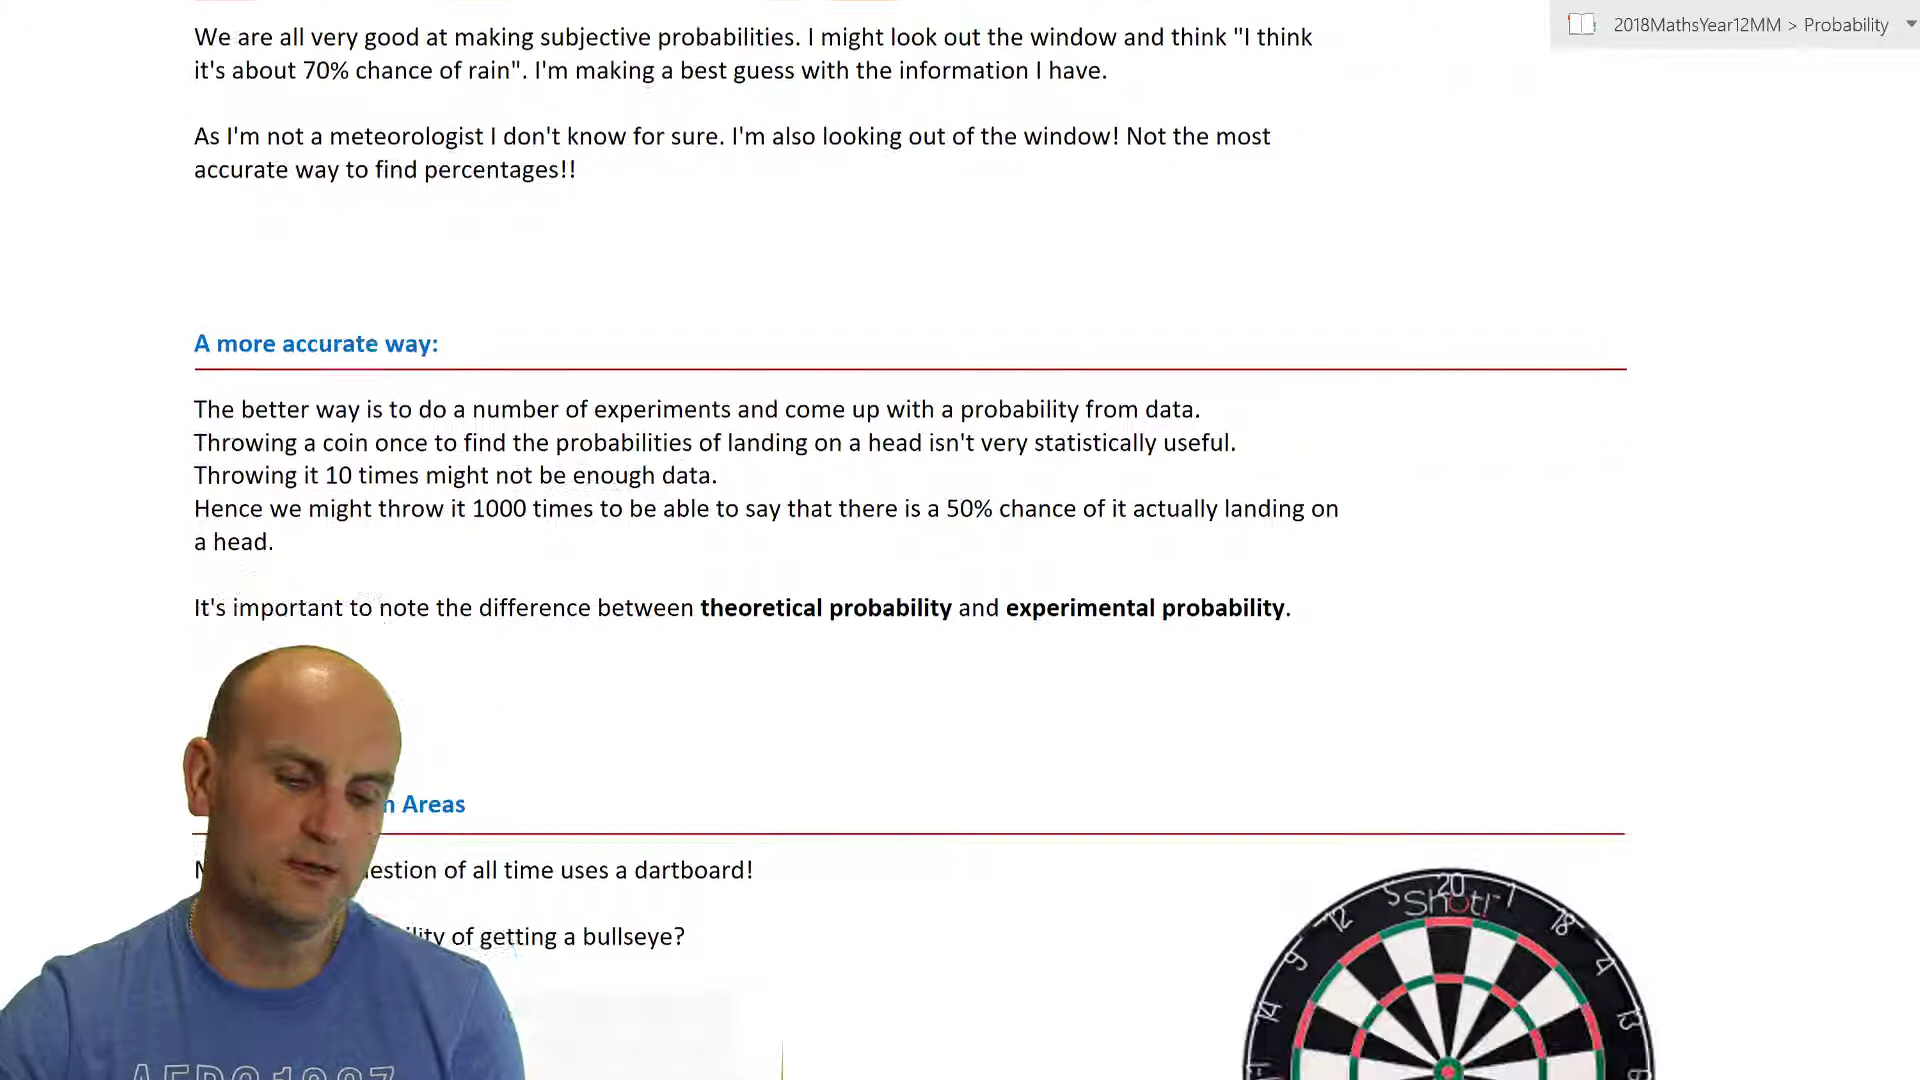 2018MathsYear12MM > Probability
We are all very good at making subjective probabilities. I might look out the window and think "I think
it's about 70% chance of rain". I'm making a best guess with the information I have.
As I'm not a meteorologist I don't know for sure. I'm also looking out of the window! Not the most
accurate way to find percentages!!
A more accurate way:
The better way is to do a number of experiments and come up with a probability from data.
Throwing a coin once to find the probabilities of landing on a head isn't very statistically useful.
Throwing it 10 times might not be enough data.
Hence we might throw it 1000 times to be able to say that there is a 50% chance of it actually landing on
a head.
It's important to note the difference between theoretical probability and experimental probability.
Areas
of all time uses a dartboard!
of getting a bullseye?
Shot!
5 20 1
12 18
9 4
14 13